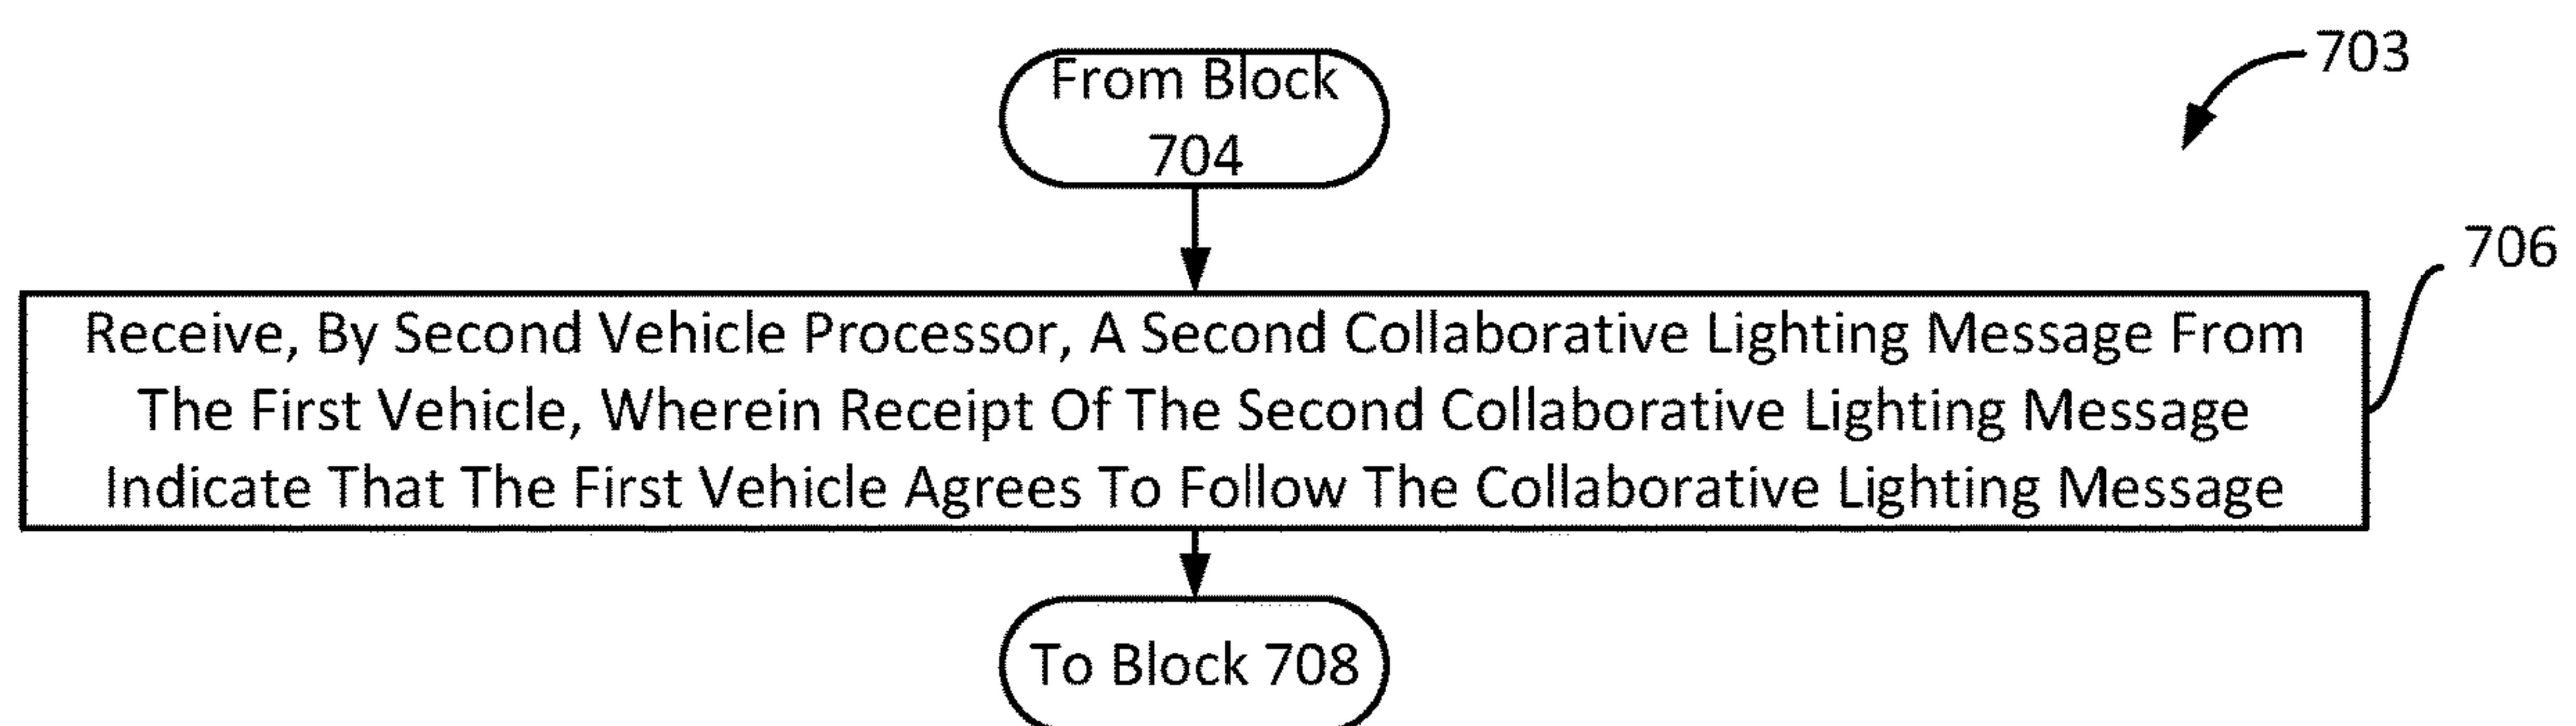 From Block
704
703
706
Receive, By Second Vehicle Processor, A Second Collaborative Lighting Message From
The First Vehicle, Wherein Receipt Of The Second Collaborative Lighting Message
Indicate That The First Vehicle Agrees To Follow The Collaborative Lighting Message
To Block 708